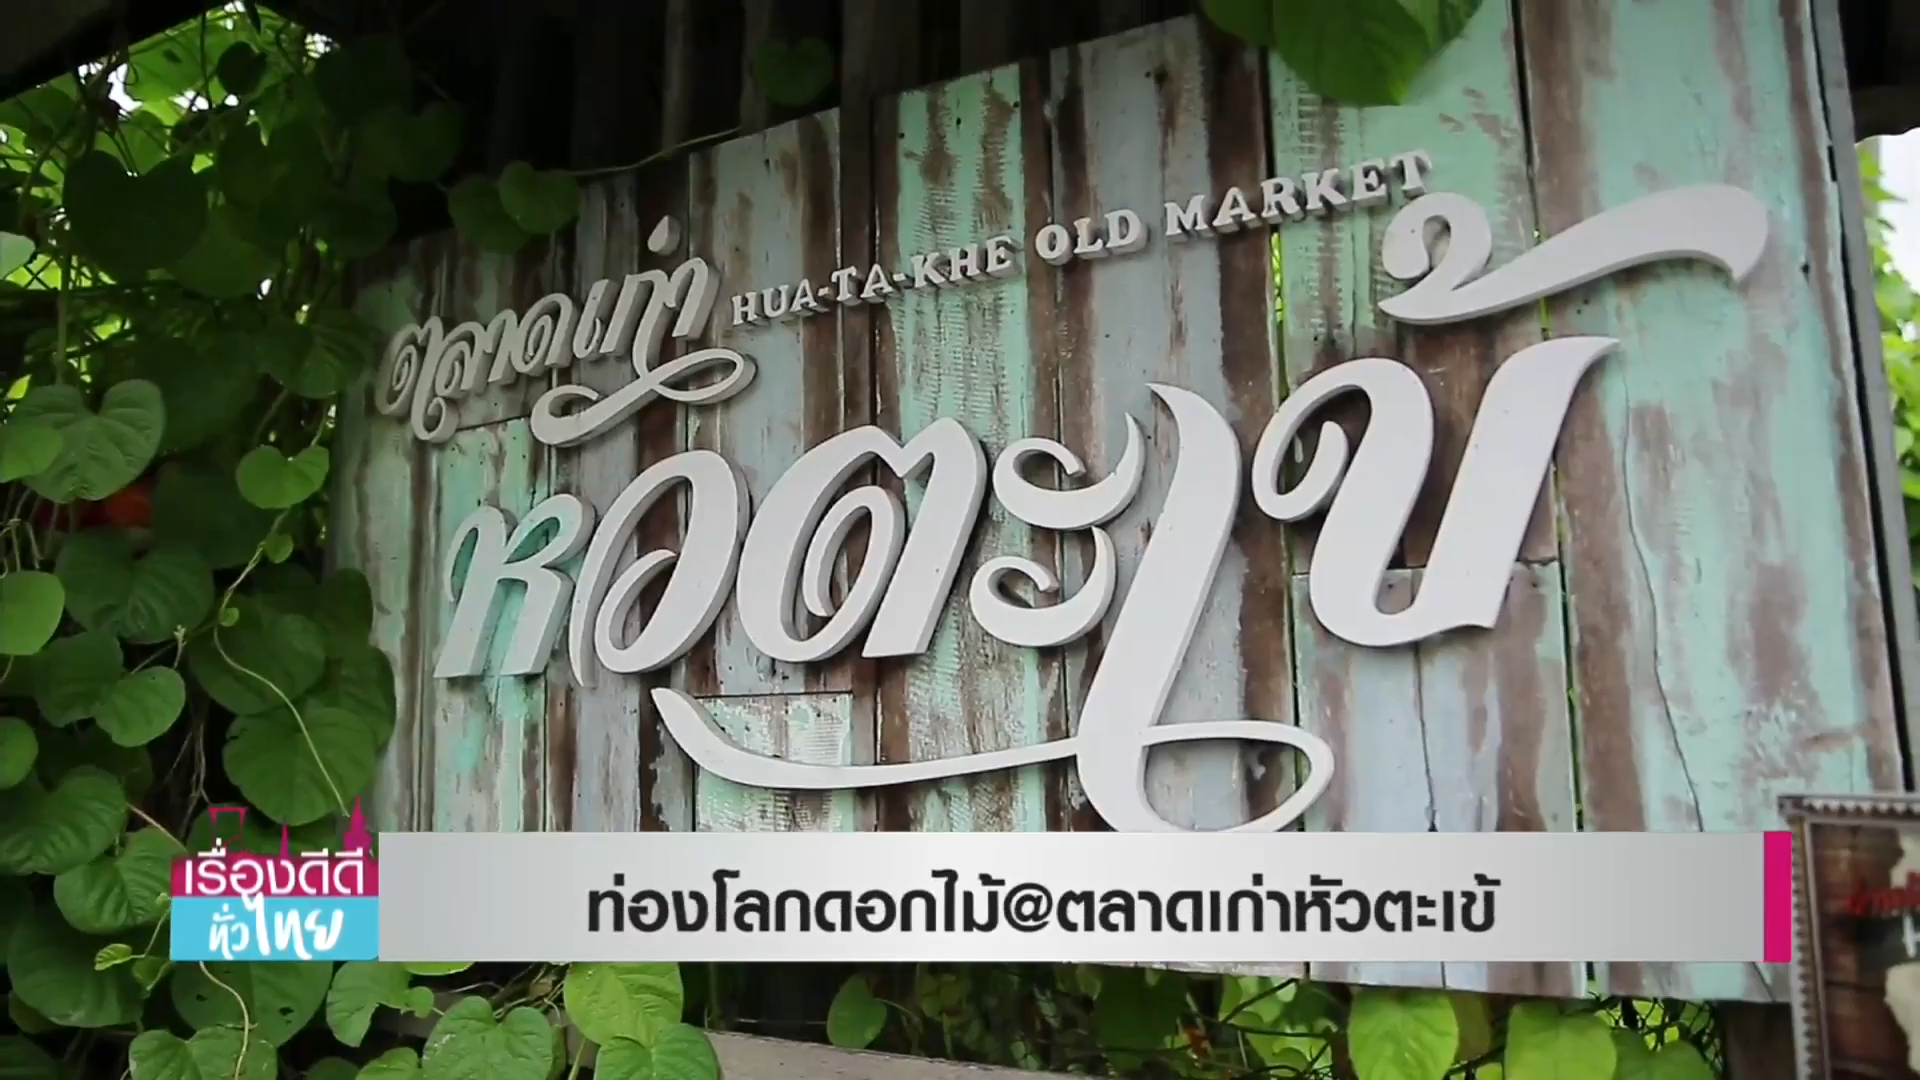 ตลาดเก่า
HUA-TA-KHE OLD MARKET
หัวตะเข้
เรื่องดีดี
ทั่วไทย
ท่องโลกดอกไม้@ตลาดเก่าหัวตะเข้